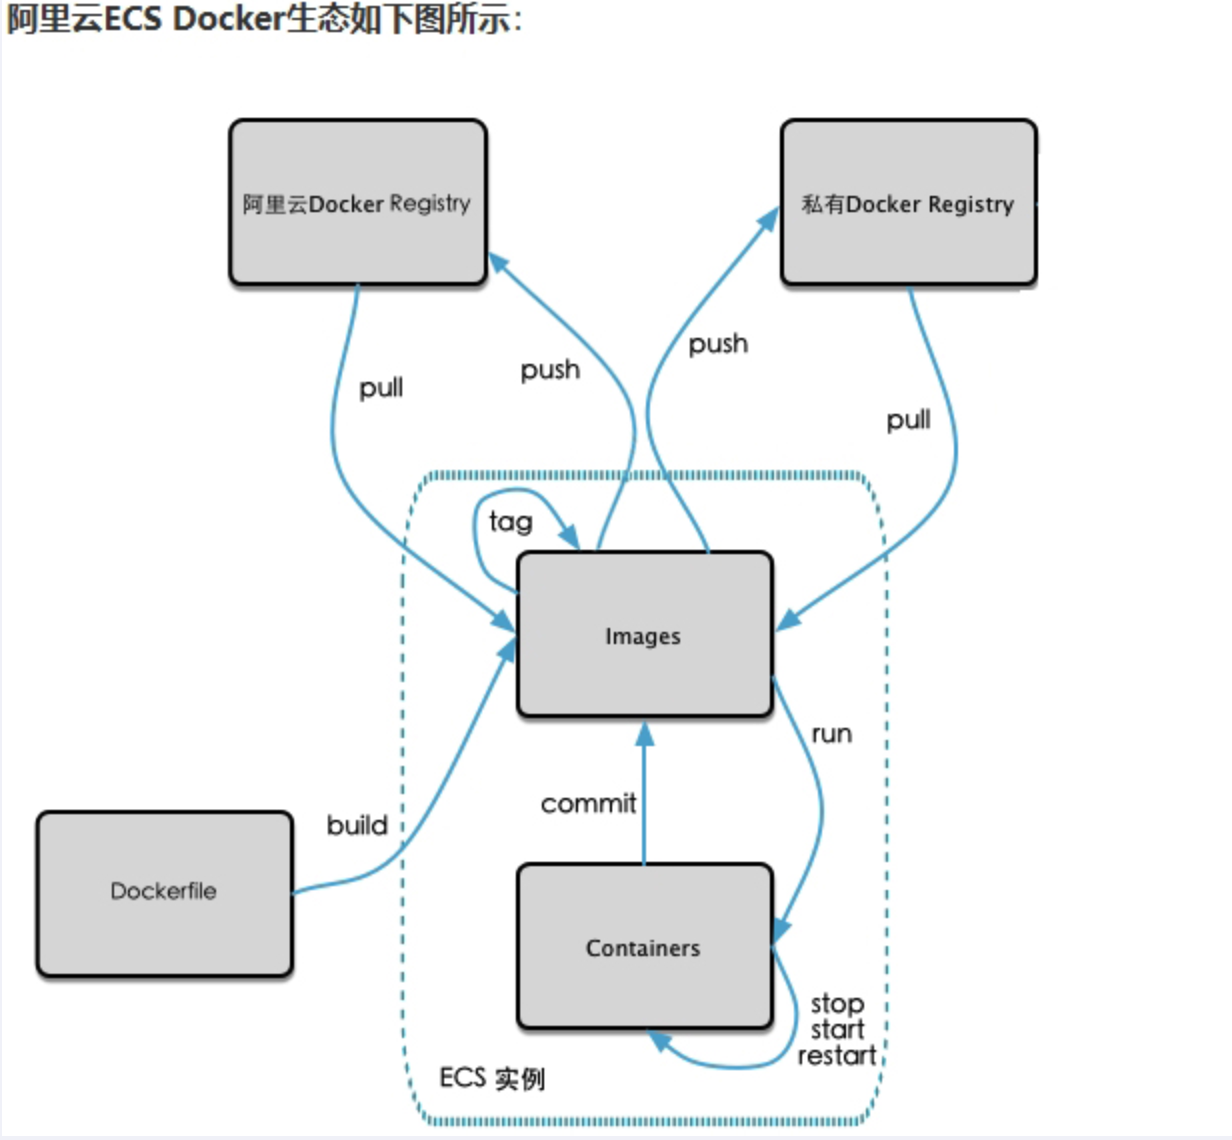 阿里云ECS Docker生态如下图所示：
阿里云Docker Registry
私有Docker Registry
push
push
pull
pull
tag
Images
run
commit
build
Dockerfile
Containers
stop
start
restart
ECS 实例